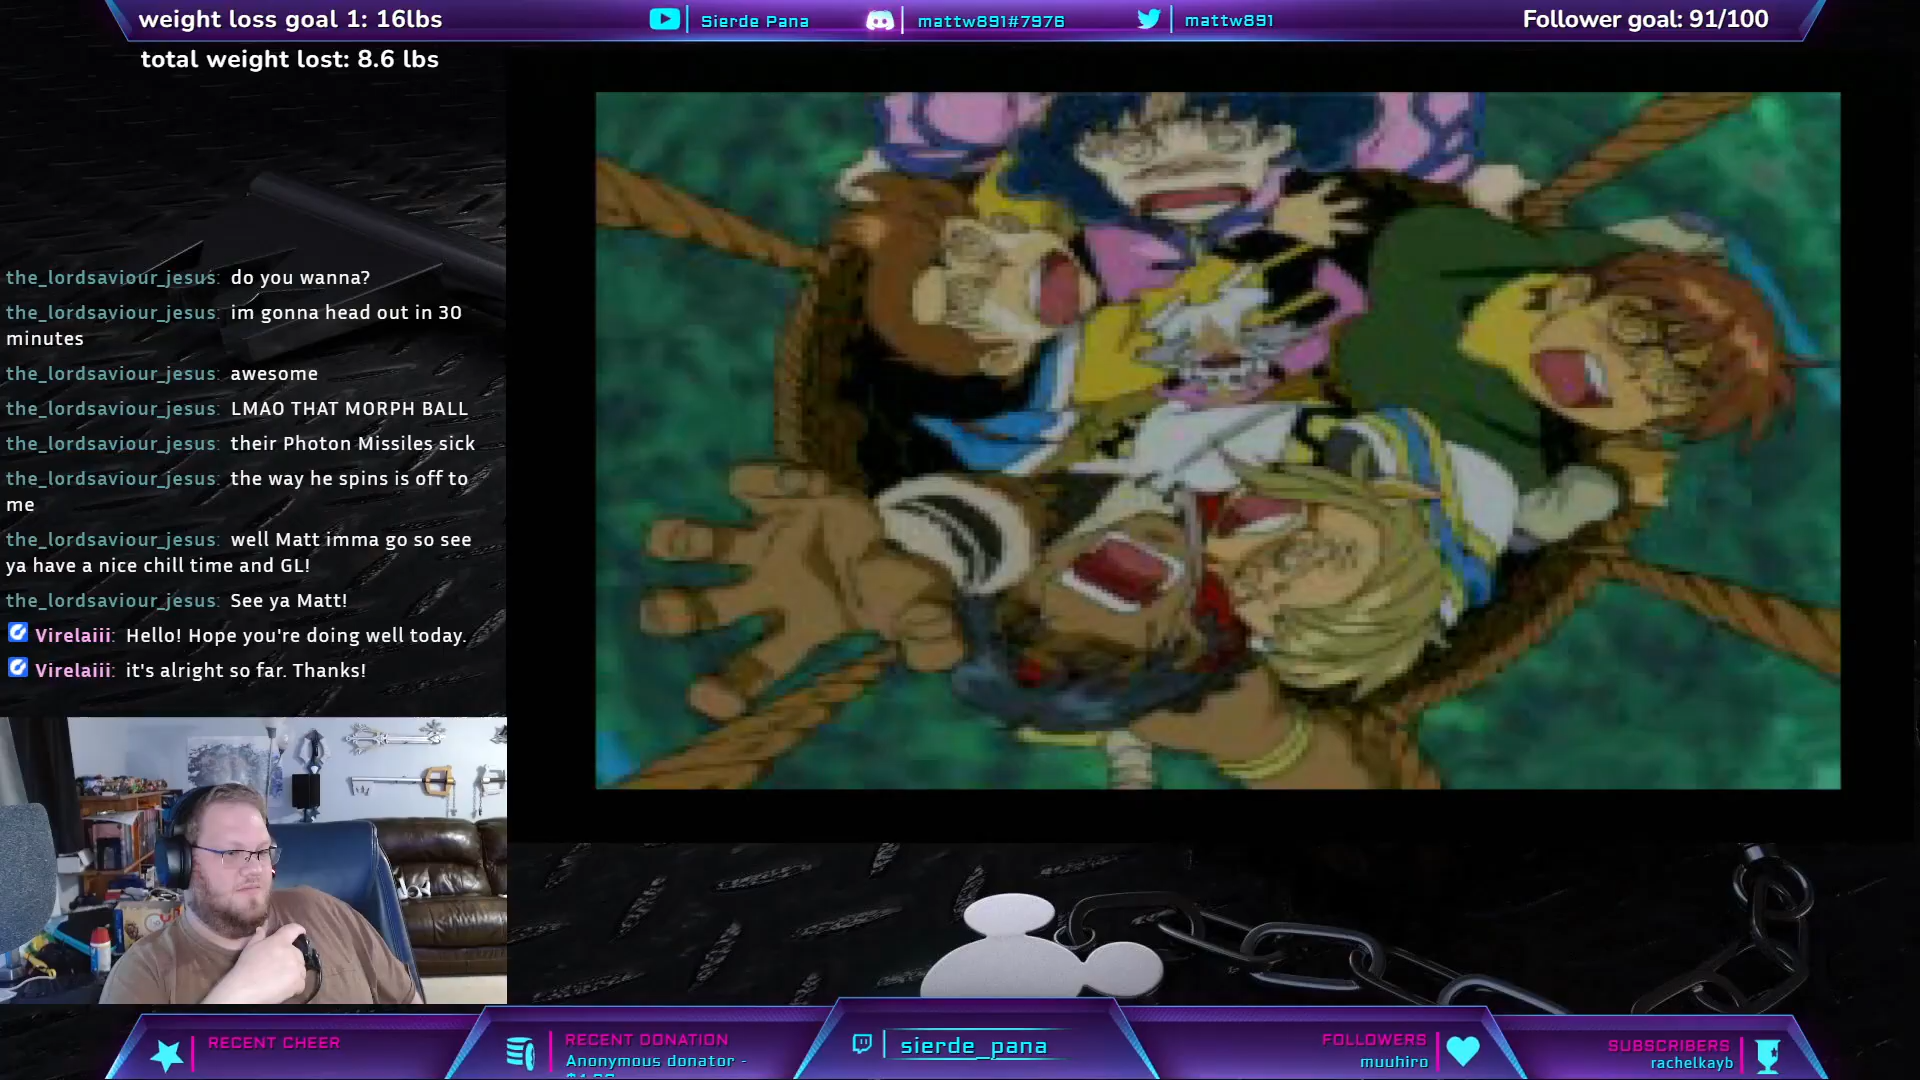 weight loss goal 1: 16lbs
Sierde Pana
mattw891#7976
mattw891
Follower goal: 91/100
total weight lost: 8.6 lbs
the_lordsaviour_jesus: do you wanna?
the_lordsaviour_jesus: im gonna head out in 30
minutes
the_lordsaviour_jesus: awesome
the_lordsaviour_jesus: LMAO THAT MORPH BALL
the_lordsaviour_jesus: their Photon Missiles sick
the_lordsaviour_jesus: the way he spins is off to
me
the_lordsaviour_jesus: well Matt imma go so see
ya have a nice chill time and GL!
the_lordsaviour_jesus: See ya Matt!
Virelaiii: Hello! Hope you're doing well today.
Virelaiii: it's alright so far. Thanks!
RECENT CHEER
RECENT DONATION
Anonymous donator -
sierde_pana
FOLLOWERS
muuhiro
SUBSCRIBERS
rachelkayb